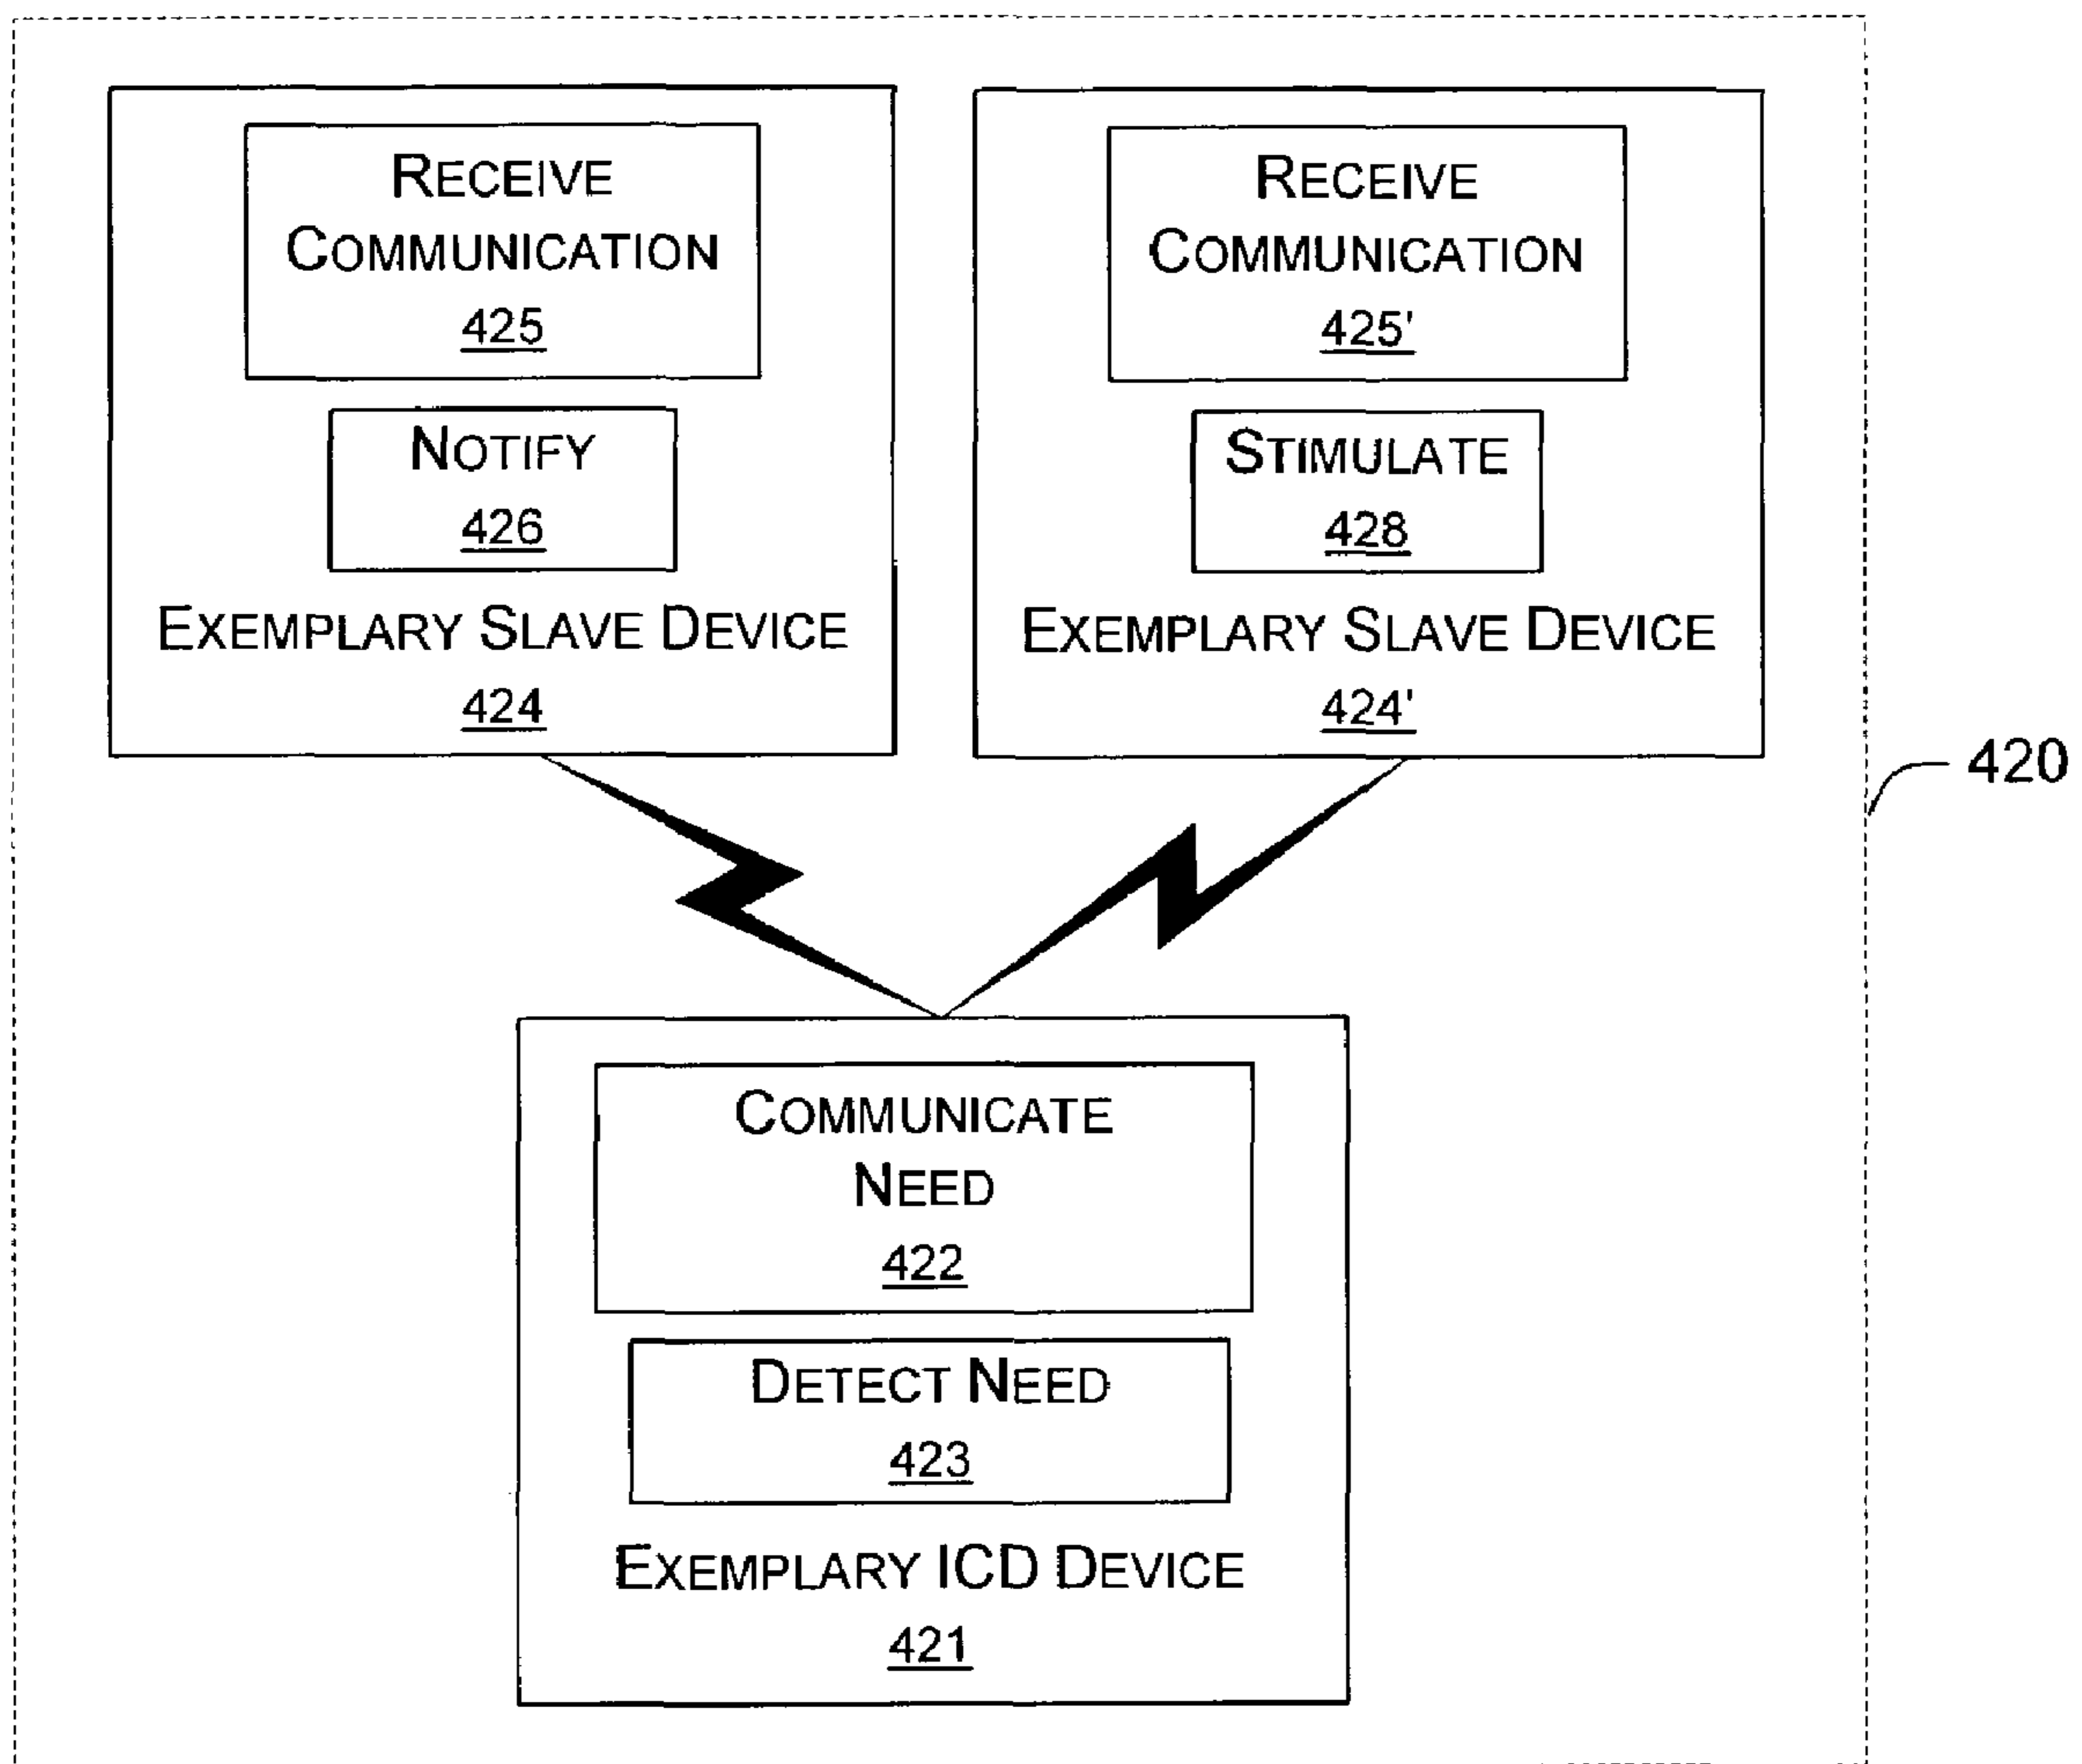 RECEIVE
COMMUNICATION
425
NOTIFY
426
EXEMPLARY SLAVE DEVICE
424
RECEIVE
COMMUNICATION
425'
STIMULATE
428
EXEMPLARY SLAVE DEVICE
424'
420
COMMUNICATE
NEED
422
DETECT NEED
423
EXEMPLARY ICD DEVICE
421